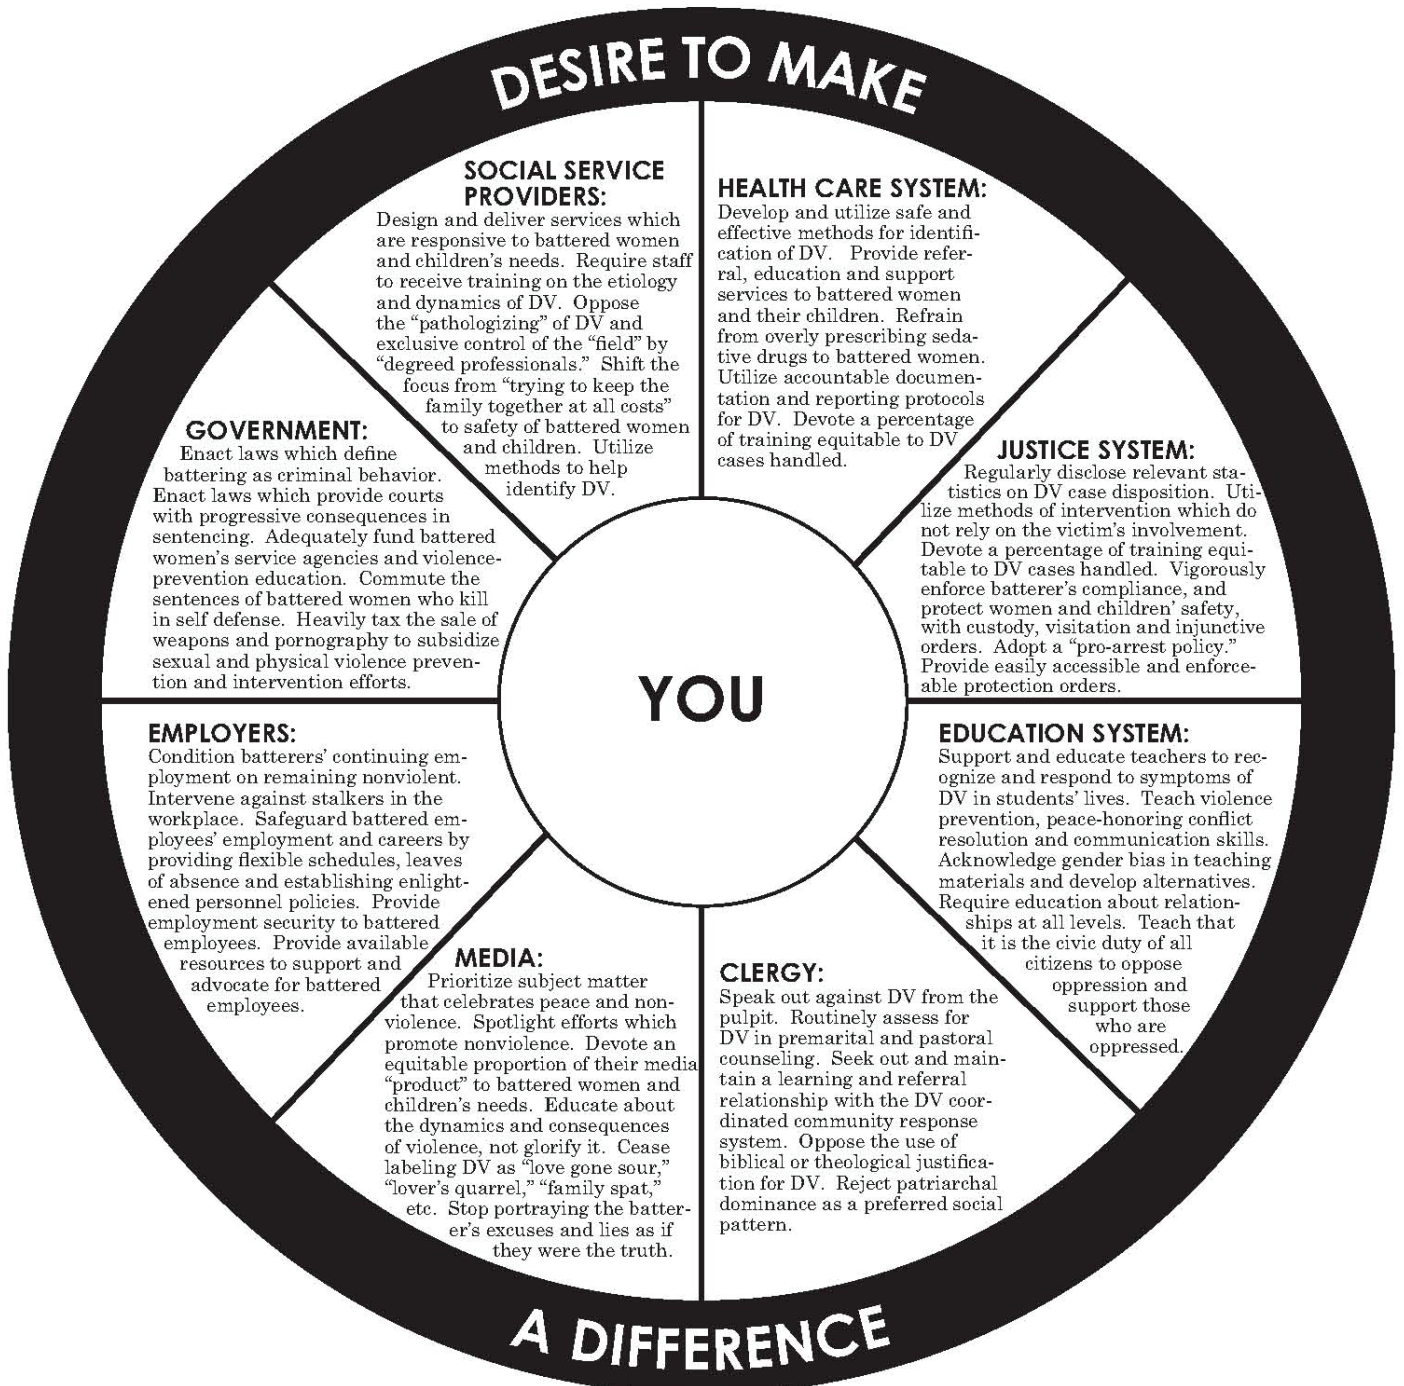 DESIRE TO MAKE
SOCIAL SERVICE
PROVIDERS:
Design and deliver services which
are responsive to battered women
and children's needs.  Require staff
to receive training on the etiology
and dynamics of DV.  Oppose
the “pathologizing” of DV and
exclusive control of the “field” by
“degreed professionals.”  Shift the
focus from “trying to keep the
family together at all costs”
to safety of battered women
and children.  Utilize
methods to help
identify DV.
HEALTH CARE SYSTEM:
Develop and utilize safe and
effective methods for identifi-
cation of DV.   Provide refer-
ral, education and support
services to battered women
and their children.  Refrain
from overly prescribing seda-
tive drugs to battered women.
Utilize accountable documen-
tation and reporting protocols
for DV.  Devote a percentage
of training equitable to DV
cases handled.
JUSTICE SYSTEM:
Regularly disclose relevant sta-
tistics on DV case disposition.  Uti-
lize methods of intervention which do
not rely on the victim's involvement.
Devote a percentage of training equi-
table to DV cases handled.  Vigorously
enforce batterer's compliance, and
protect women and children' safety,
with custody, visitation and injunctive
orders.  Adopt a “pro-arrest policy.”
Provide easily accessible and enforce-
able protection orders.
EDUCATION SYSTEM:
Support and educate teachers to rec-
ognize and respond to symptoms of
DV in students' lives.  Teach violence
prevention, peace-honoring conflict
resolution and communication skills.
Acknowledge gender bias in teaching
materials and develop alternatives.
Require education about relation-
ships at all levels.  Teach that
it is the civic duty of all
citizens to oppose
oppression and
support those
who are
oppressed.
CLERGY:
Speak out against DV from the
pulpit.  Routinely assess for
DV in premarital and pastoral
counseling.  Seek out and main-
tain a learning and referral
relationship with the DV coor-
dinated community response
system.  Oppose the use of
biblical or theological justifica-
tion for DV.  Reject patriarchal
dominance as a preferred social
pattern.
MEDIA:
Prioritize subject matter
that celebrates peace and non-
violence.  Spotlight efforts which
promote nonviolence.  Devote an
equitable proportion of their media
“product” to battered women and
children's needs.  Educate about
the dynamics and consequences
of violence, not glorify it.  Cease
labeling DV as “love gone sour,”
“lover's quarrel,” “family spat,”
etc.  Stop portraying the batter-
er's excuses and lies as if
they were the truth.
EMPLOYERS:
Condition batterers' continuing em-
ployment on remaining nonviolent.
Intervene against stalkers in the
workplace.  Safeguard battered em-
ployees' employment and careers by
providing flexible schedules, leaves
of absence and establishing enlight-
ened personnel policies.  Provide
employment security to battered
employees.  Provide available
resources to support and
advocate for battered
employees.
GOVERNMENT:
Enact laws which define
battering as criminal behavior.
Enact laws which provide courts
with progressive consequences in
sentencing.  Adequately fund battered
women's service agencies and violence-
prevention education.  Commute the
sentences of battered women who kill
in self defense.  Heavily tax the sale of
weapons and pornography to subsidize
sexual and physical violence preven-
tion and intervention efforts.
YOU
A DIFFERENCE